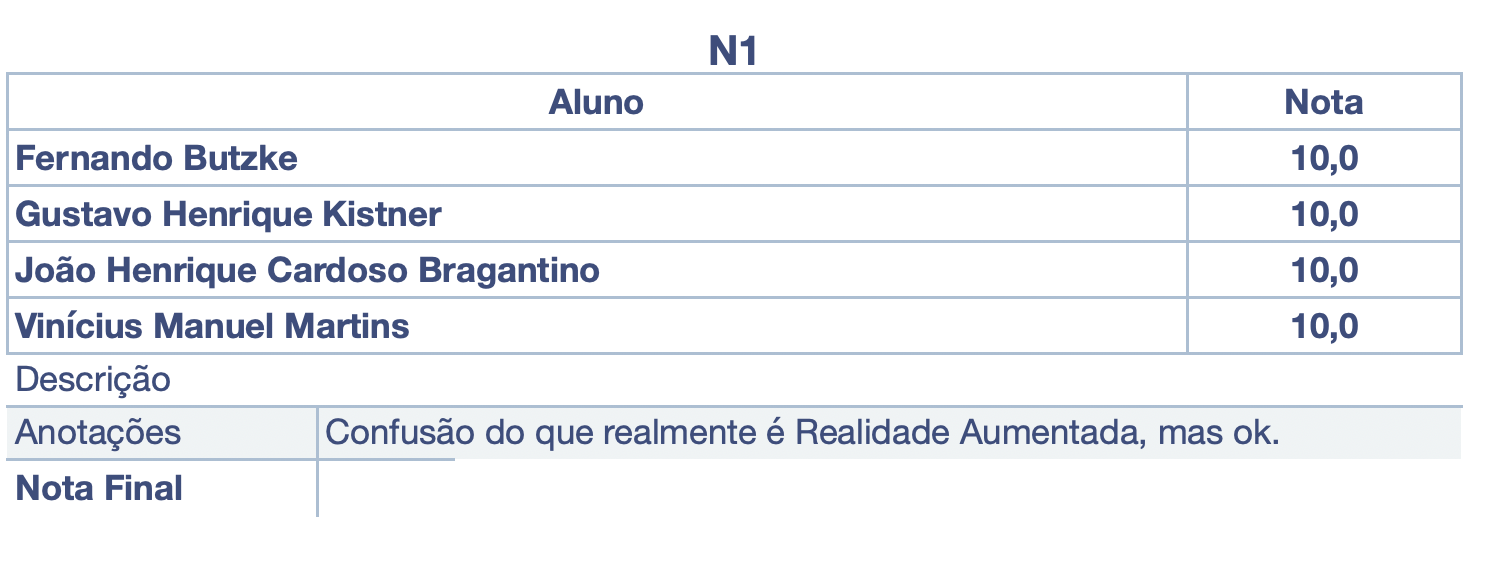 N1
Aluno Nota
Fernando Butzke 10,0
Gustavo Henrique Kistner 10,0
João Henrique Cardoso Bragantino 10,0
Vinícius Manuel Martins 10,0
Descrição
Anotações Confusão do que realmente é Realidade Aumentada, mas ok.
Nota Final